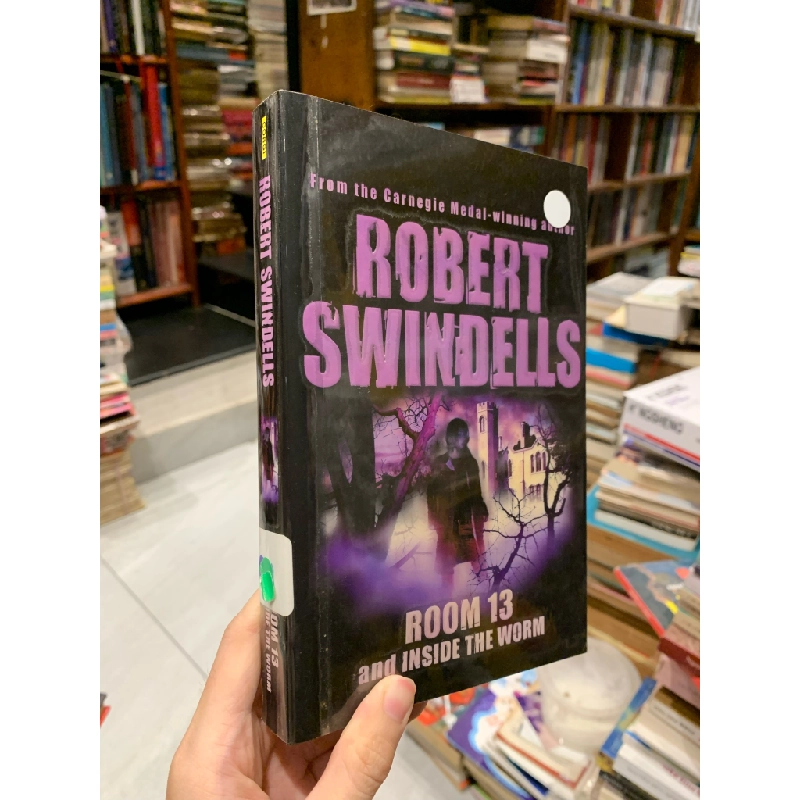 From the Carnegie Medal-winning author
ROBERT
SWINDELLS
ROOM 13
and INSIDE THE WORM
ROBERT SWINDELLS